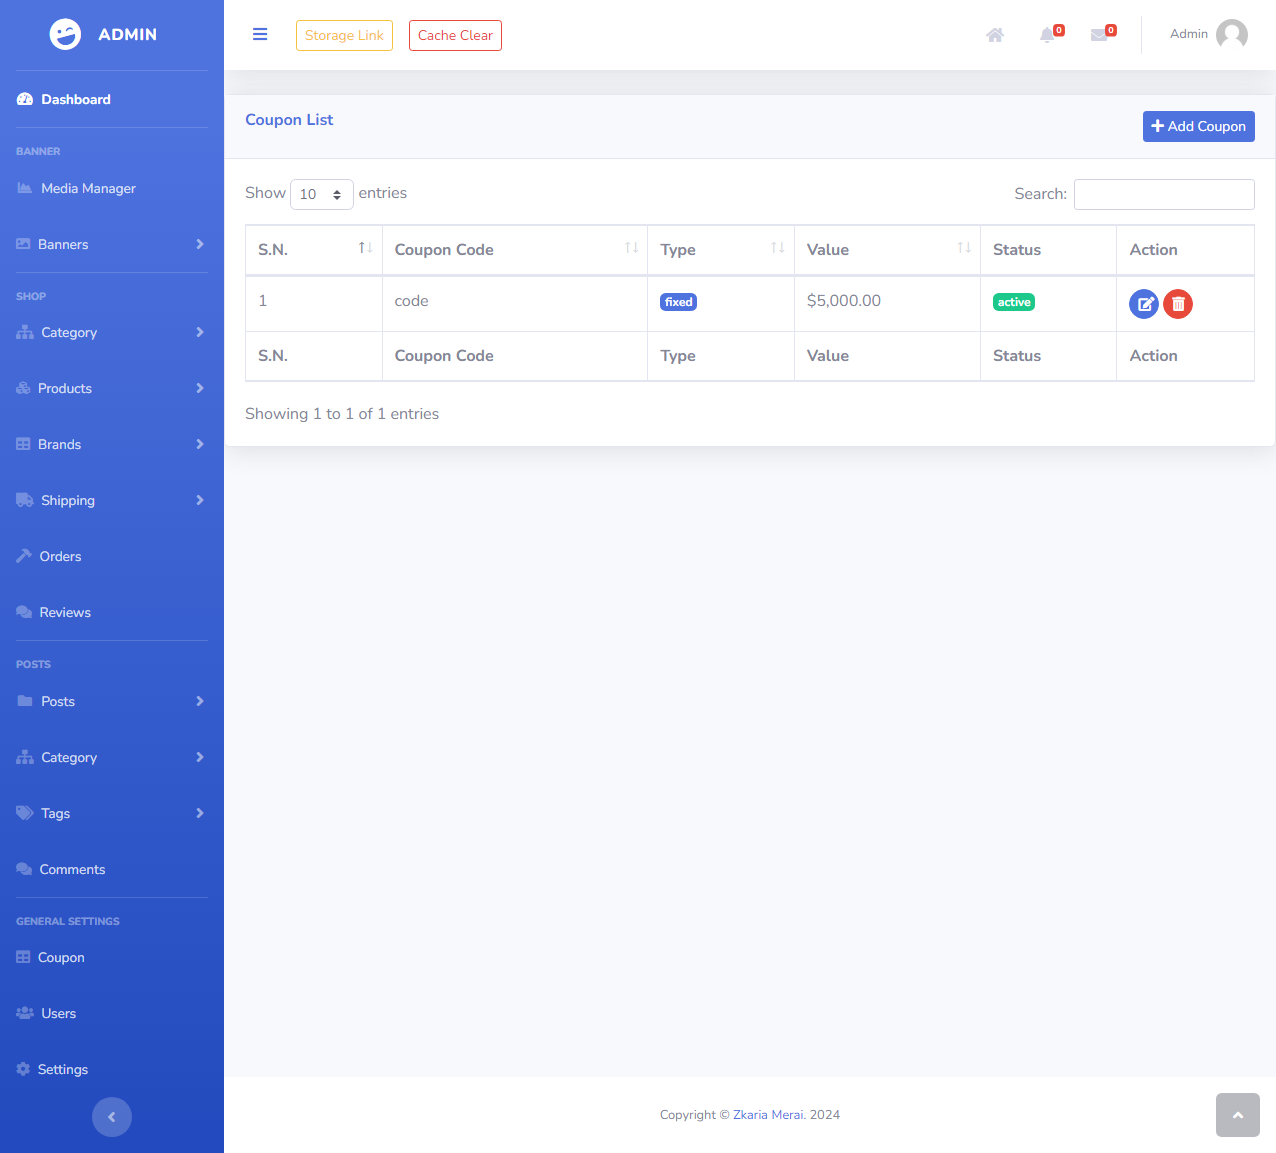 ADMIN
Storage Link
Cache Clear
0
0
Admin
Dashboard
BANNER
Media Manager
Banners
SHOP
Category
Products
Brands
Shipping
Orders
Reviews
POSTS
Posts
Category
Tags
Comments
GENERAL SETTINGS
Coupon
Users
Settings
Coupon List
Add Coupon
Show 10 entries
Search:
S.N. Coupon Code Type Value Status Action
1 code fixed $5,000.00 active
S.N. Coupon Code Type Value Status Action
Showing 1 to 1 of 1 entries
Copyright © Zkaria Merai. 2024